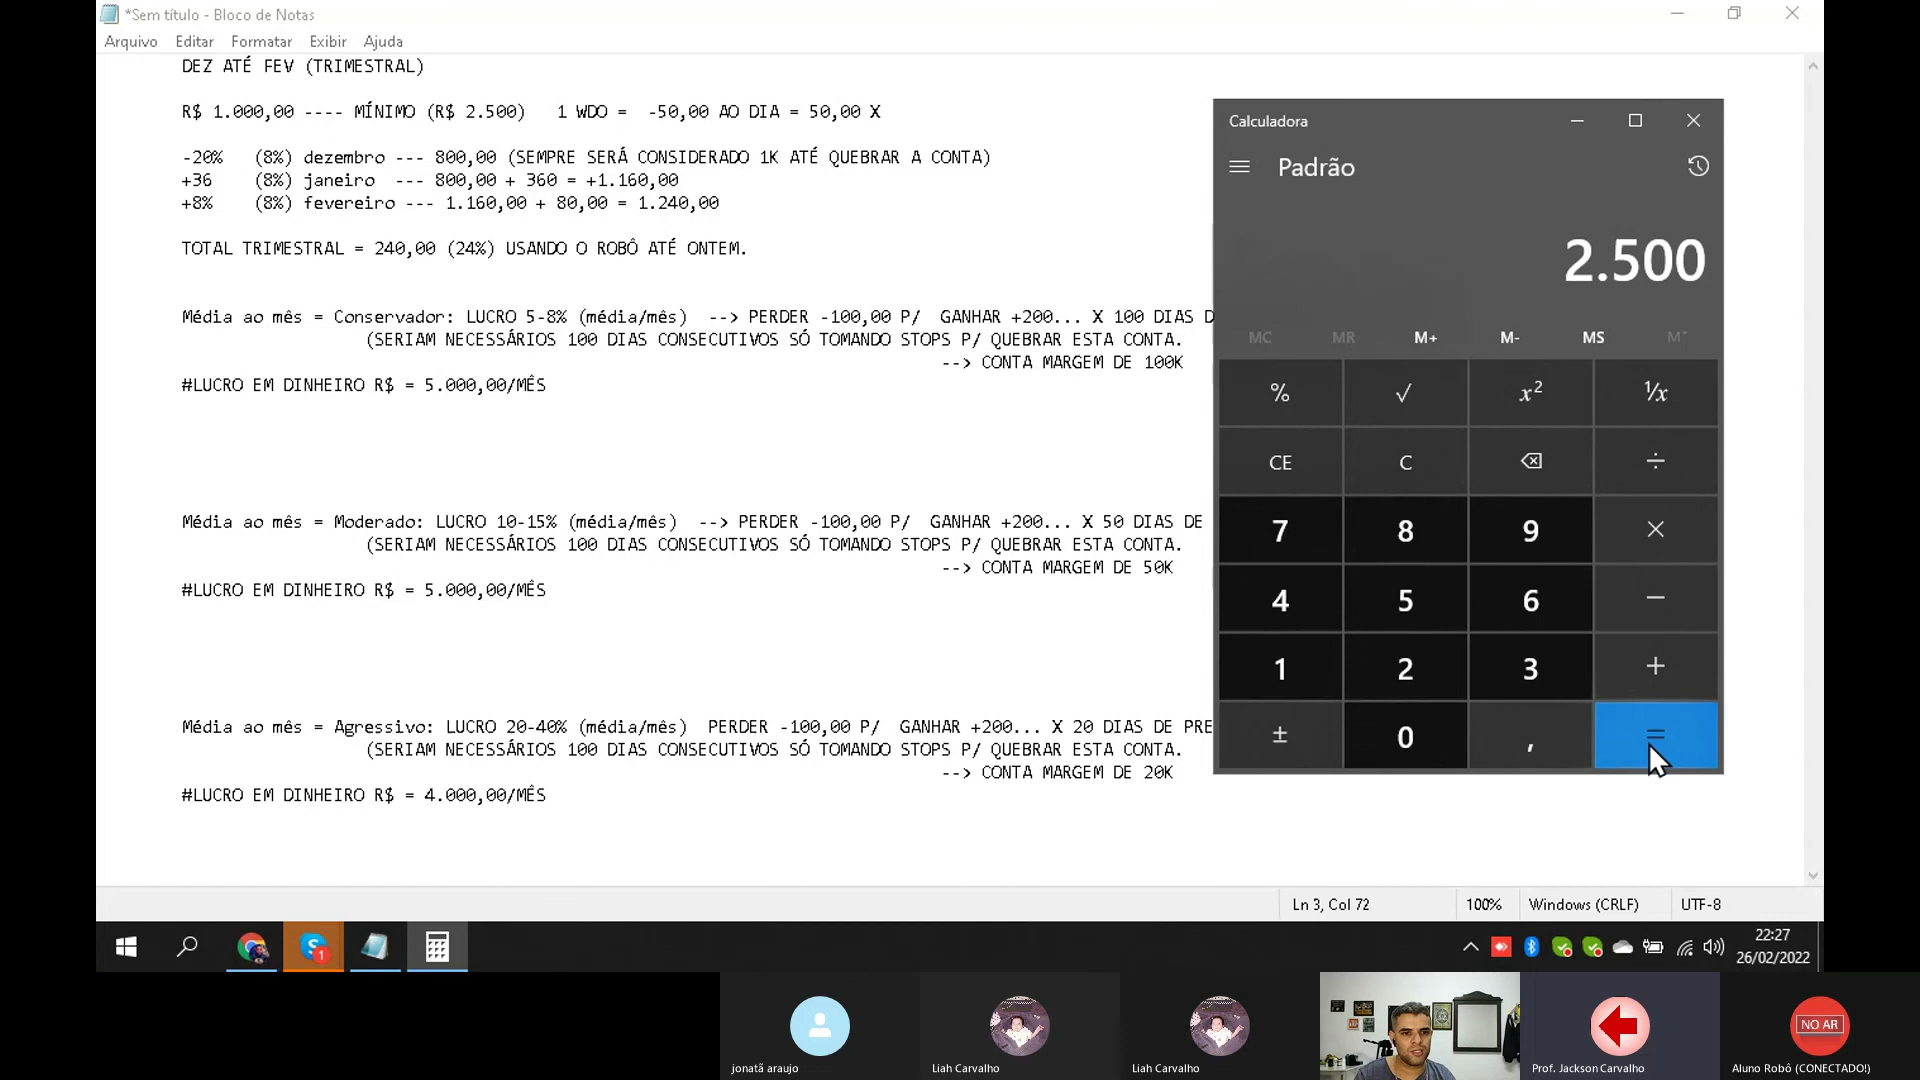 *Sem título - Bloco de Notas
Arquivo Editar Formatar Exibir Ajuda
DEZ ATÉ FEV (TRIMESTRAL)
R$ 1.000,00 ---- MÍNIMO (R$ 2.500) 1 WDO = -50,00 AO DIA = 50,00 X
-20% (8%) dezembro --- 800,00 (SEMPRE SERÁ CONSIDERADO 1K ATÉ QUEBRAR A CONTA)
+36 (8%) janeiro --- 800,00 + 360 = +1.160,00
+8% (8%) fevereiro --- 1.160,00 + 80,00 = 1.240,00
TOTAL TRIMESTRAL = 240,00 (24%) USANDO O ROBÔ ATÉ ONTEM.
Média ao mês = Conservador: LUCRO 5-8% (média/mês) --> PERDER -100,00 P/ GANHAR +200... X 100 DIAS D
(SERIAM NECESSÁRIOS 100 DIAS CONSECUTIVOS SÓ TOMANDO STOPS P/ QUEBRAR ESTA CONTA.
--> CONTA MARGEM DE 100K
#LUCRO EM DINHEIRO R$ = 5.000,00/MÊS
Média ao mês = Moderado: LUCRO 10-15% (média/mês) --> PERDER -100,00 P/ GANHAR +200... X 50 DIAS DE
(SERIAM NECESSÁRIOS 100 DIAS CONSECUTIVOS SÓ TOMANDO STOPS P/ QUEBRAR ESTA CONTA.
--> CONTA MARGEM DE 50K
#LUCRO EM DINHEIRO R$ = 5.000,00/MÊS
Média ao mês = Agressivo: LUCRO 20-40% (média/mês) PERDER -100,00 P/ GANHAR +200... X 20 DIAS DE PRE
(SERIAM NECESSÁRIOS 100 DIAS CONSECUTIVOS SÓ TOMANDO STOPS P/ QUEBRAR ESTA CONTA.
--> CONTA MARGEM DE 20K
#LUCRO EM DINHEIRO R$ = 4.000,00/MÊS
Calculadora
Padrão
2.500
MC MR M+ M- MS M˅
% √ x² ⅟x
CE C ÷
7 8 9 ×
4 5 6 −
1 2 3 +
± 0 , =
Ln 3, Col 72 100% Windows (CRLF) UTF-8
22:27
26/02/2022
NO AR
jonatã araujo Liah Carvalho Liah Carvalho Prof. Jackson Carvalho Aluno Robô (CONECTADO!)